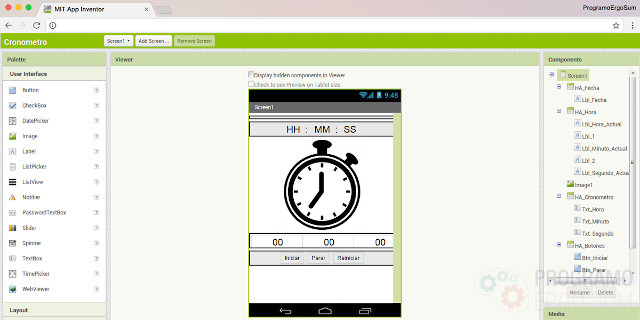 MIT App Inventor
ProgramoErgoSum
Cronometro
Screen1
Add Screen...
Remove Screen
Palette
Viewer
Components
User Interface
Button
CheckBox
DatePicker
Image
Label
ListPicker
ListView
Notifier
PasswordTextBox
Slider
Spinner
TextBox
TimePicker
WebViewer
Layout
Display hidden components in Viewer
Check to see Preview on Tablet size
9:48
Screen1
HH : MM : SS
00 00 00
Iniciar Parar Reiniciar
Screen1
HA_Fecha
Lbl_Fecha
HA_Hora
Lbl_Hora_Actual
Lbl_1
Lbl_Minuto_Actual
Lbl_2
Lbl_Segundo_Actual
Image1
HA_Cronometro
Txt_Hora
Txt_Minuto
Txt_Segundo
HA_Botones
Btn_Iniciar
Btn_Parar
Rename Delete
Media
PROGRAMO
ERGOSUM